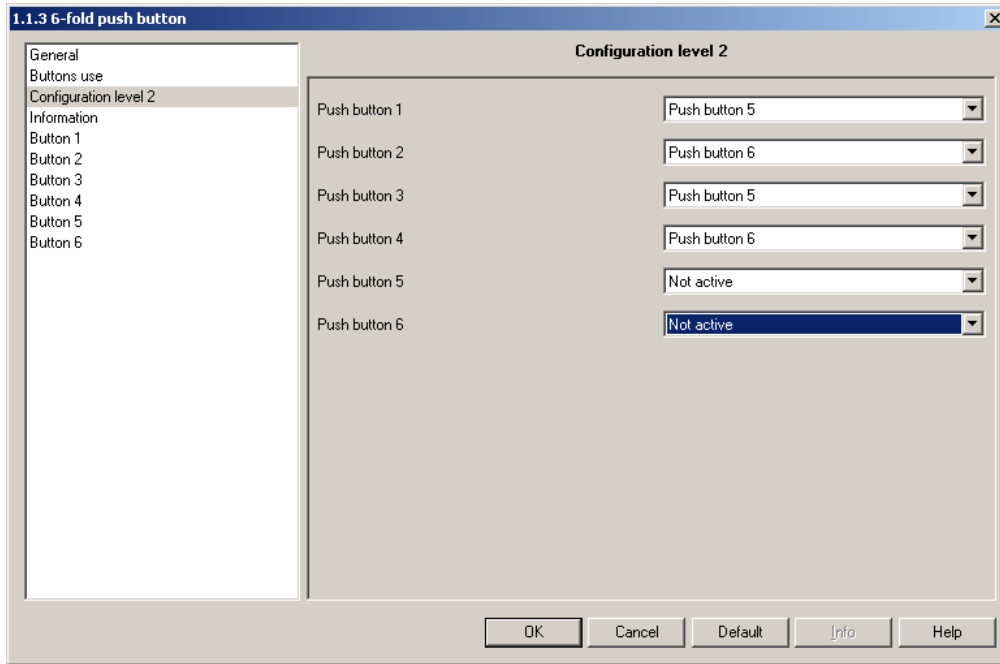 1.1.3 6-fold push button
General
Buttons use
Configuration level 2
Information
Button 1
Button 2
Button 3
Button 4
Button 5
Button 6
Configuration level 2
Push button 1 Push button 5
Push button 2 Push button 6
Push button 3 Push button 5
Push button 4 Push button 6
Push button 5 Not active
Push button 6 Not active
OK Cancel Default Info Help